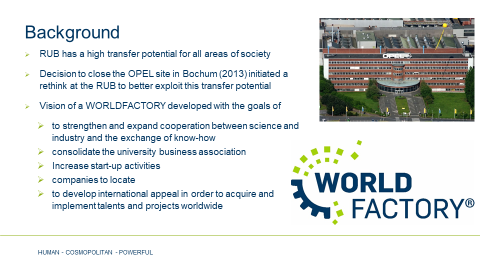 Background
RUB has a high transfer potential for all areas of society
Decision to close the OPEL site in Bochum (2013) initiated a
rethink at the RUB to better exploit this transfer potential
Vision of a WORLDFACTORY developed with the goals of
to strengthen and expand cooperation between science and
industry and the exchange of know-how
consolidate the university business association
Increase start-up activities
companies to locate
to develop international appeal in order to acquire and
implement talents and projects worldwide
WORLD
FACTORY®
HUMAN - COSMOPOLITAN - POWERFUL